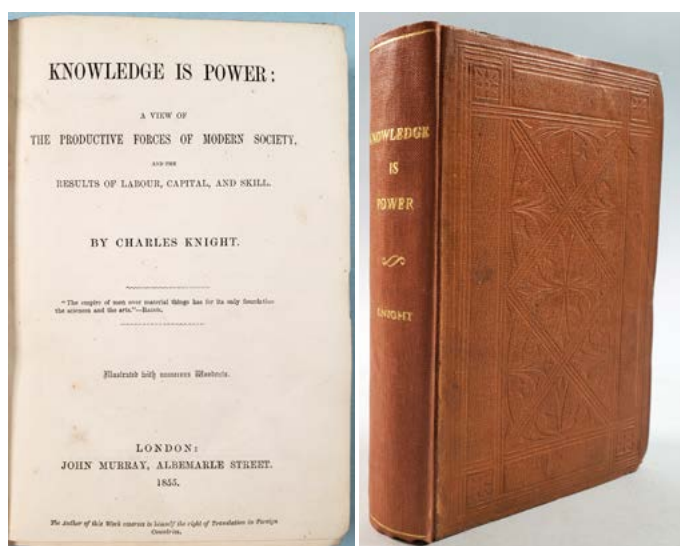 KNOWLEDGE IS POWER:
A VIEW OF
THE PRODUCTIVE FORCES OF MODERN SOCIETY,
AND THE
RESULTS OF LABOUR, CAPITAL, AND SKILL.
BY CHARLES KNIGHT.
"The empire of men over material things has for its only foundation
the sciences and the arts."—Bacon.
Illustrated with numerous Woodcuts.
LONDON:
JOHN MURRAY, ALBEMARLE STREET.
1855.
The Author of this Work reserves to himself the right of Translation in Foreign
Countries.
KNOWLEDGE
IS
POWER
KNIGHT